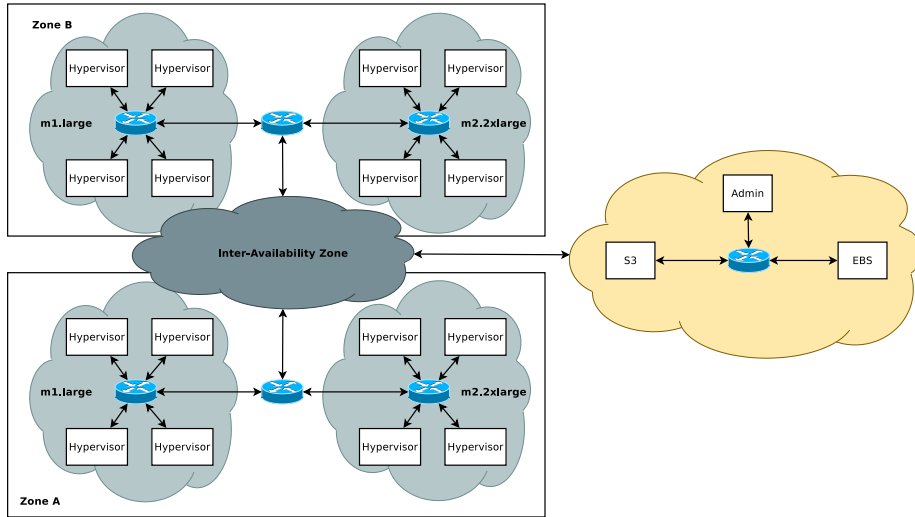 Zone B
Hypervisor Hypervisor Hypervisor Hypervisor
m1.large m2.2xlarge
Hypervisor Hypervisor Hypervisor Hypervisor
Inter-Availability Zone
Hypervisor Hypervisor Hypervisor Hypervisor
m1.large m2.2xlarge
Hypervisor Hypervisor Hypervisor Hypervisor
Zone A
Admin
S3 EBS